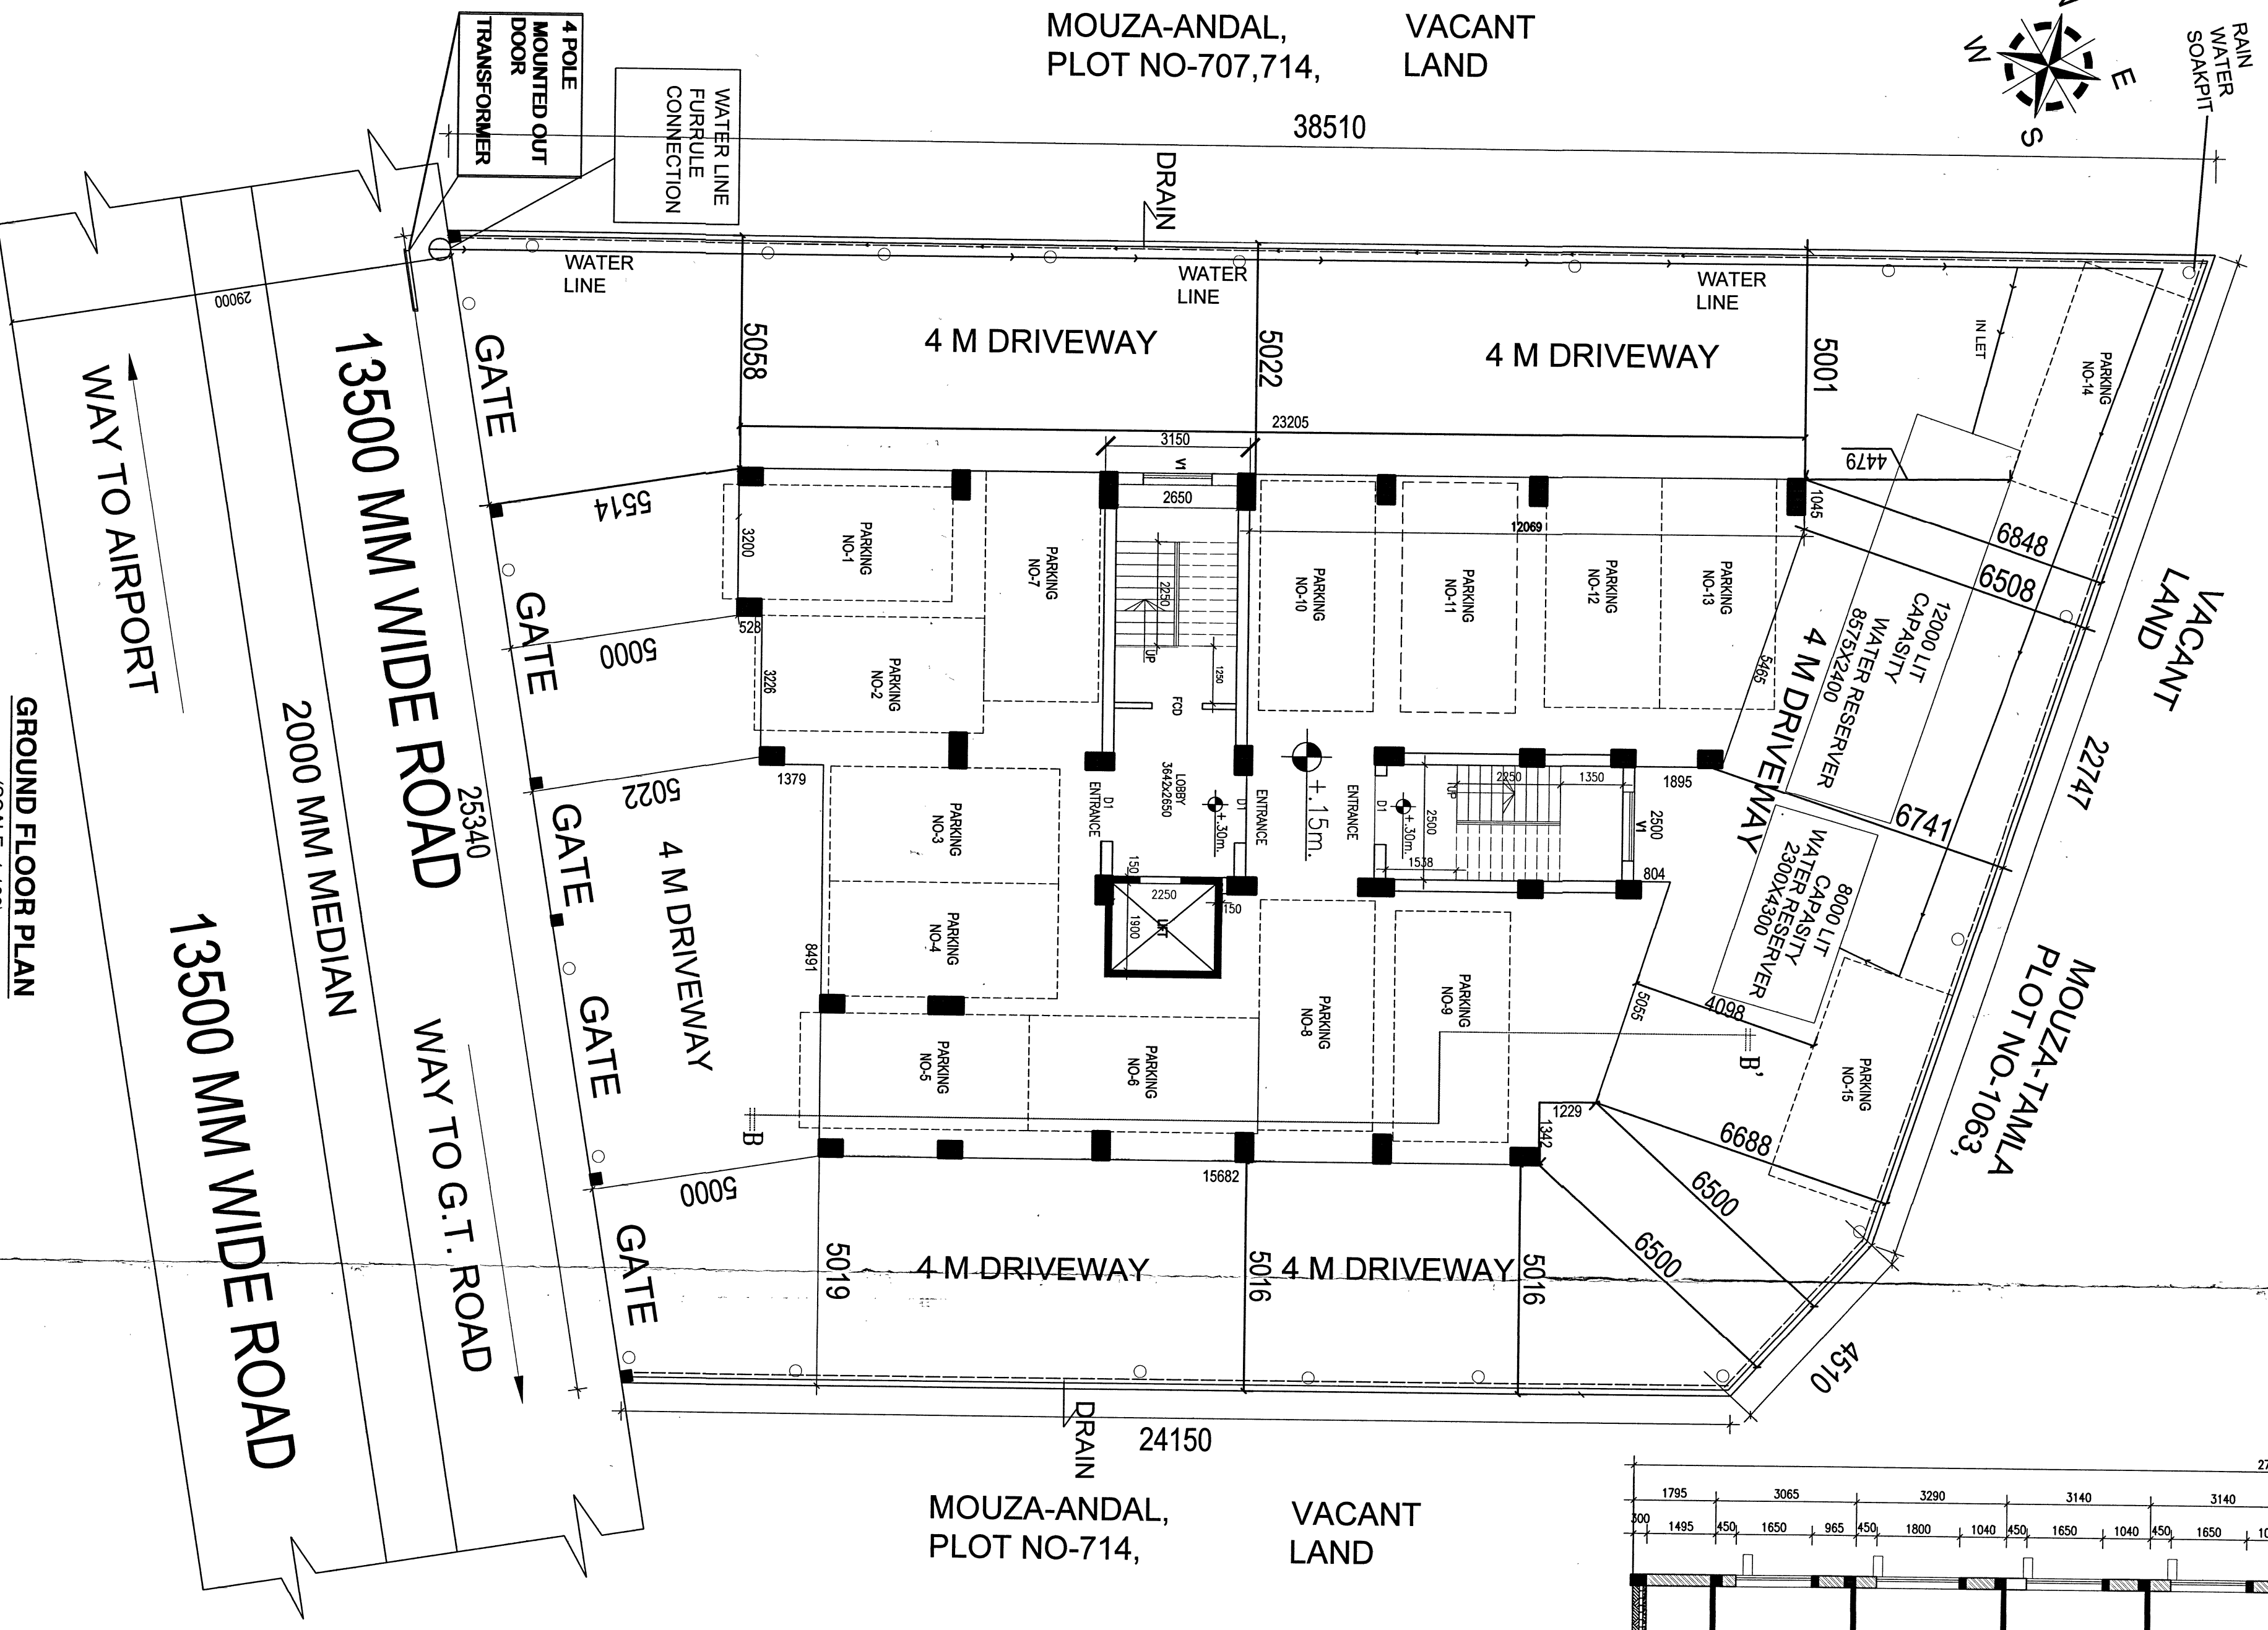 MOUZA-ANDAL,
PLOT NO-707,714,
VACANT
LAND
N
E
S
W
RAIN
WATER
SOAKPIT
4 POLE
MOUNTED OUT
DOOR
TRANSFORMER
WATER LINE
FURRULE
CONNECTION
38510
DRAIN
WATER
LINE
WATER
LINE
WATER
LINE
29000
GATE
5058
4 M DRIVEWAY
5022
4 M DRIVEWAY
5001
IN LET
PARKING
NO-14
23205
3150
V1
2650
4479
5514
3200
PARKING
NO-1
PARKING
NO-7
2250
UP
1250
FCD
PARKING
NO-10
12069
PARKING
NO-11
PARKING
NO-12
PARKING
NO-13
1045
6848
6508
5465
12000 LIT
CAPASITY
WATER RESERVER
8575X2400
4 M DRIVEWAY
VACANT
LAND
22747
GATE
5000
528
3226
PARKING
NO-2
WAY TO AIRPORT
13500 MM WIDE ROAD
25340
2000 MM MEDIAN
13500 MM WIDE ROAD
WAY TO G.T. ROAD
GROUND FLOOR PLAN
5022
1379
GATE
4 M DRIVEWAY
PARKING
NO-3
D1
ENTRANCE
LOBBY
3642x2650
+.30m.
D1
ENTRANCE
+.15m.
ENTRANCE
D1
+.30m.
2500
UP
2250
1350
1538
1895
2500
V1
804
6741
8000 LIT
CAPASITY
WATER RESERVER
2300X4300
150
2250
150
1900
LIFT
8491
PARKING
NO-4
GATE
PARKING
NO-5
PARKING
NO-6
PARKING
NO-8
PARKING
NO-9
5055
4098
B'
PARKING
NO-15
MOUZA-TAMLA
PLOT NO-1063,
B
1229
1342
6688
6500
6500
5000
15682
GATE
5019
4 M DRIVEWAY
5016
4 M DRIVEWAY
5016
4510
DRAIN
24150
MOUZA-ANDAL,
PLOT NO-714,
VACANT
LAND
1795
3065
3290
3140
3140
300
1495
450
1650
965
450
1800
1040
450
1650
1040
450
1650